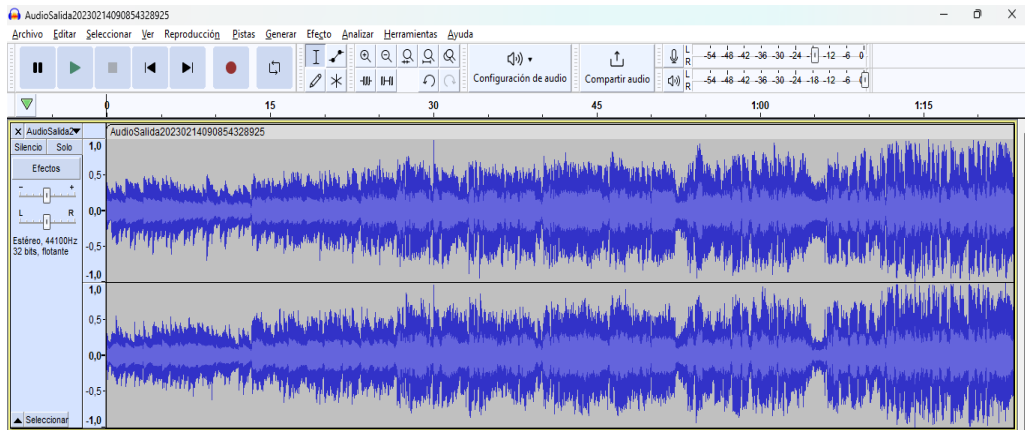 AudioSalida20230214090854328925
Archivo Editar Seleccionar Ver Reproducción Pistas Generar Efecto Analizar Herramientas Ayuda
Configuración de audio
Compartir audio
L
R
-54 -48 -42 -36 -30 -24 - -12 -6 0
L
R
-54 -48 -42 -36 -30 -24 -18 -12 -6
0 15 30 45 1:00 1:15
AudioSalida2
AudioSalida20230214090854328925
Silencio Solo
Efectos
- +
L R
Estéreo, 44100Hz
32 bits, flotante
Seleccionar
1,0
0,5-
0,0-
-0,5-
-1,0
1,0
0,5-
0,0-
-0,5-
-1,0